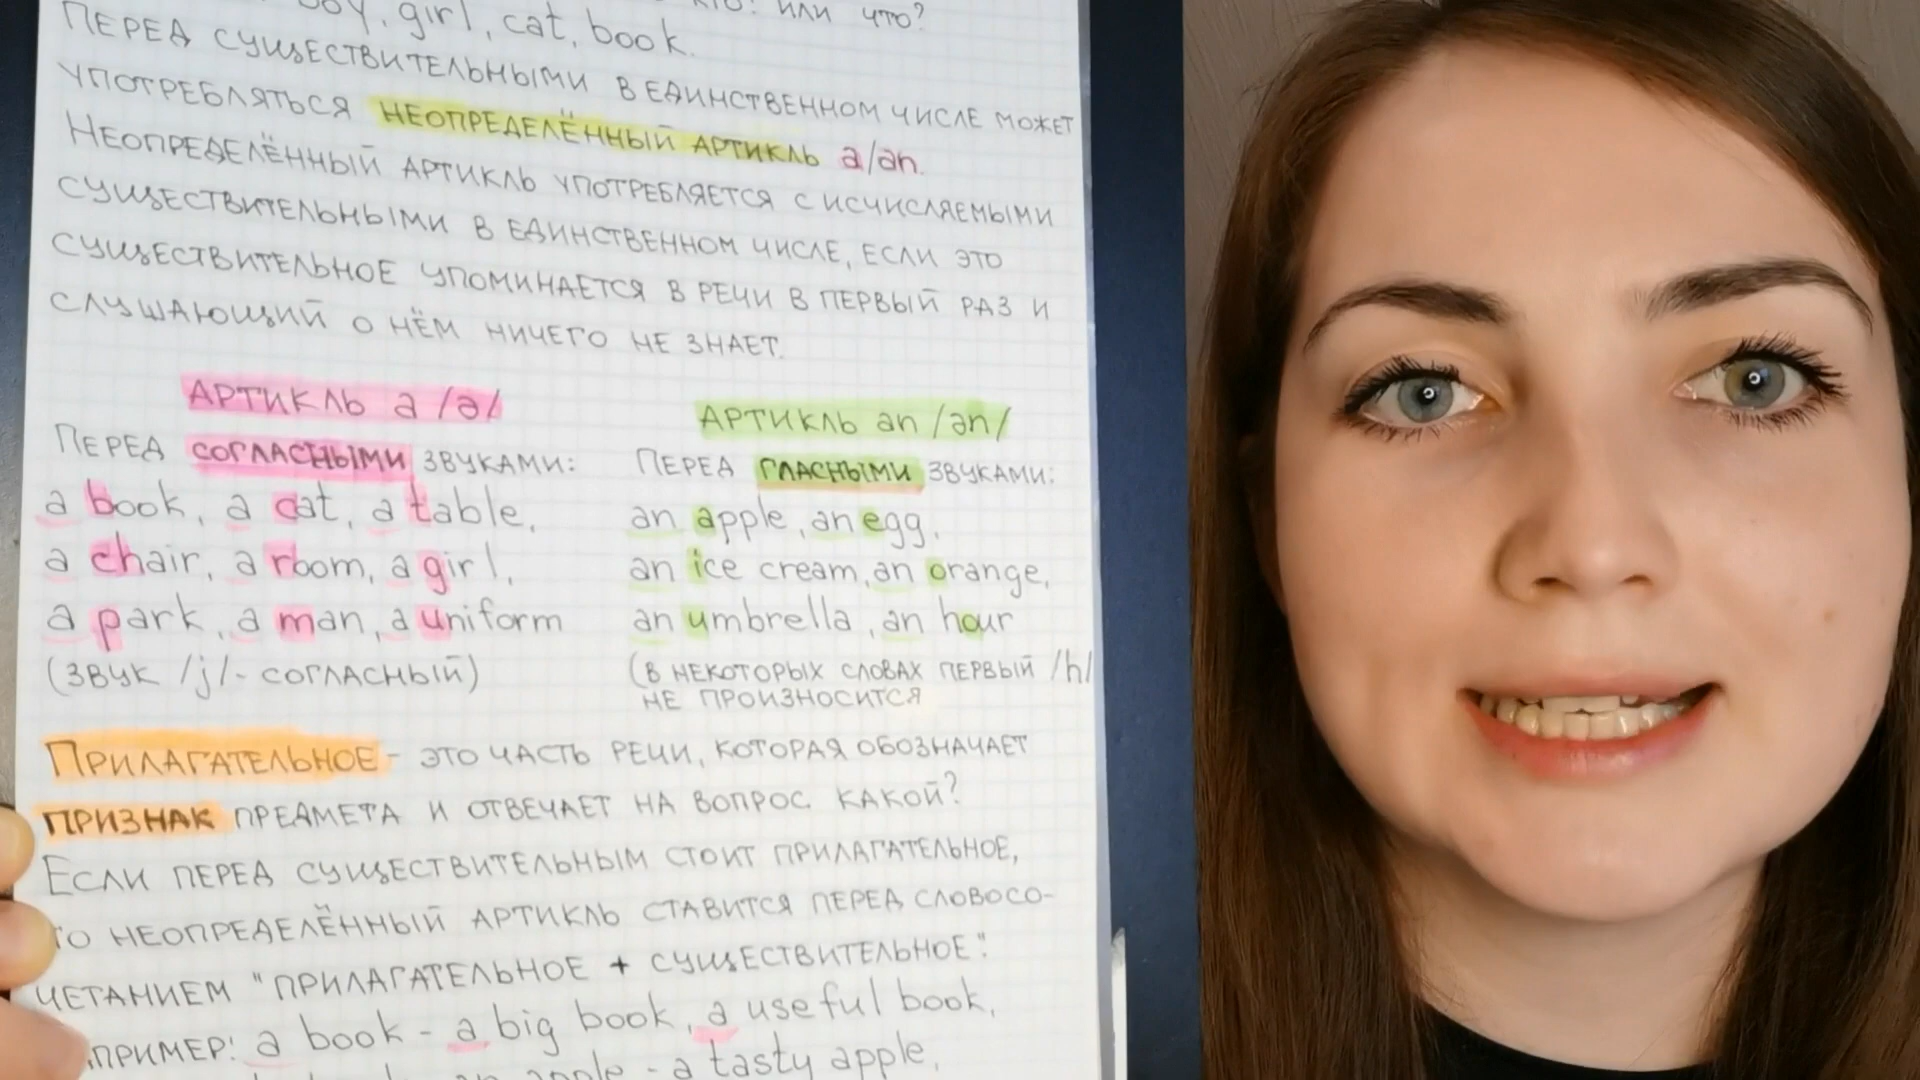 boy, girl, cat, book. или что?
Перед существительными в единственном числе может
употребляться неопределённый артикль a/an.
Неопределённый артикль употребляется с исчисляемыми
существительными в единственном числе, если это
существительное упоминается в речи в первый раз и
слушающий о нём ничего не знает.
Артикль a /ə/
Перед согласными звуками:
a book, a cat, a table,
a chair, a room, a girl,
a park, a man, a uniform
(звук /j/- согласный)
Артикль an /ən/
Перед гласными звуками:
an apple, an egg,
an ice cream, an orange,
an umbrella, an hour
(в некоторых словах первый /h/
не произносится
Прилагательное - это часть речи, которая обозначает
признак предмета и отвечает на вопрос какой?
Если перед существительным стоит прилагательное,
то неопределённый артикль ставится перед словосо-
четанием "прилагательное + существительное".
a book - a big book, a useful book,
an apple - a tasty apple,